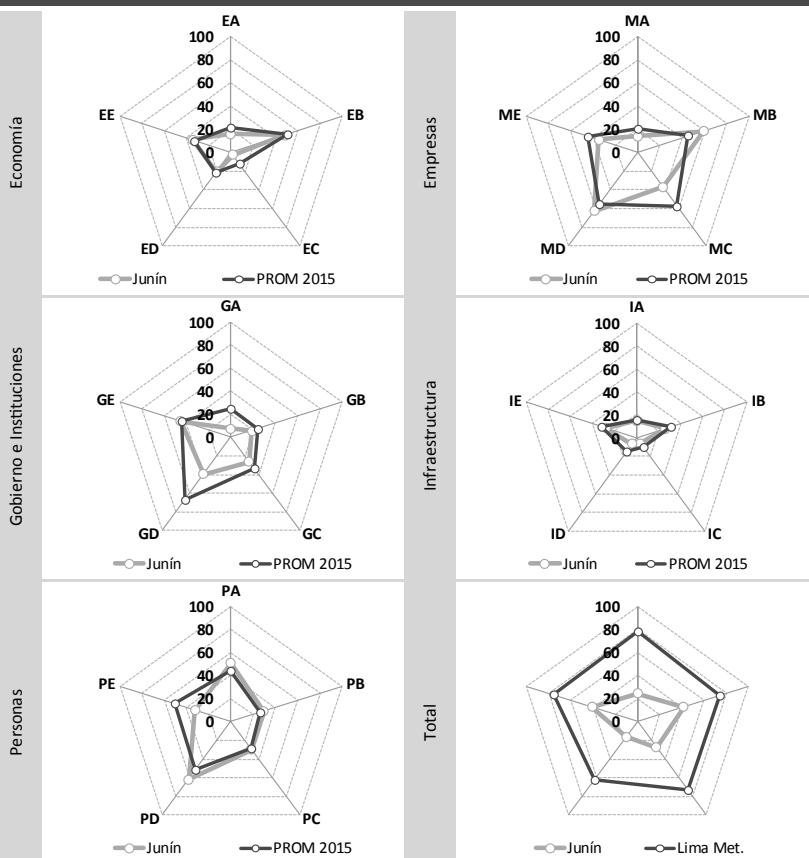 Economía
EA
100
80
60
40
20
0
EE
EB
ED
EC
Junín PROM 2015
Empresas
MA
100
80
60
40
20
0
ME
MB
MD
MC
Junín PROM 2015
Gobierno e Instituciones
GA
100
80
60
40
20
0
GE
GB
GD
GC
Junín PROM 2015
Infraestructura
IA
100
80
60
40
20
0
IE
IB
ID
IC
Junín PROM 2015
Personas
PA
100
80
60
40
20
0
PE
PB
PD
PC
Junín PROM 2015
Total
100
80
60
40
20
0
Junín Lima Met.